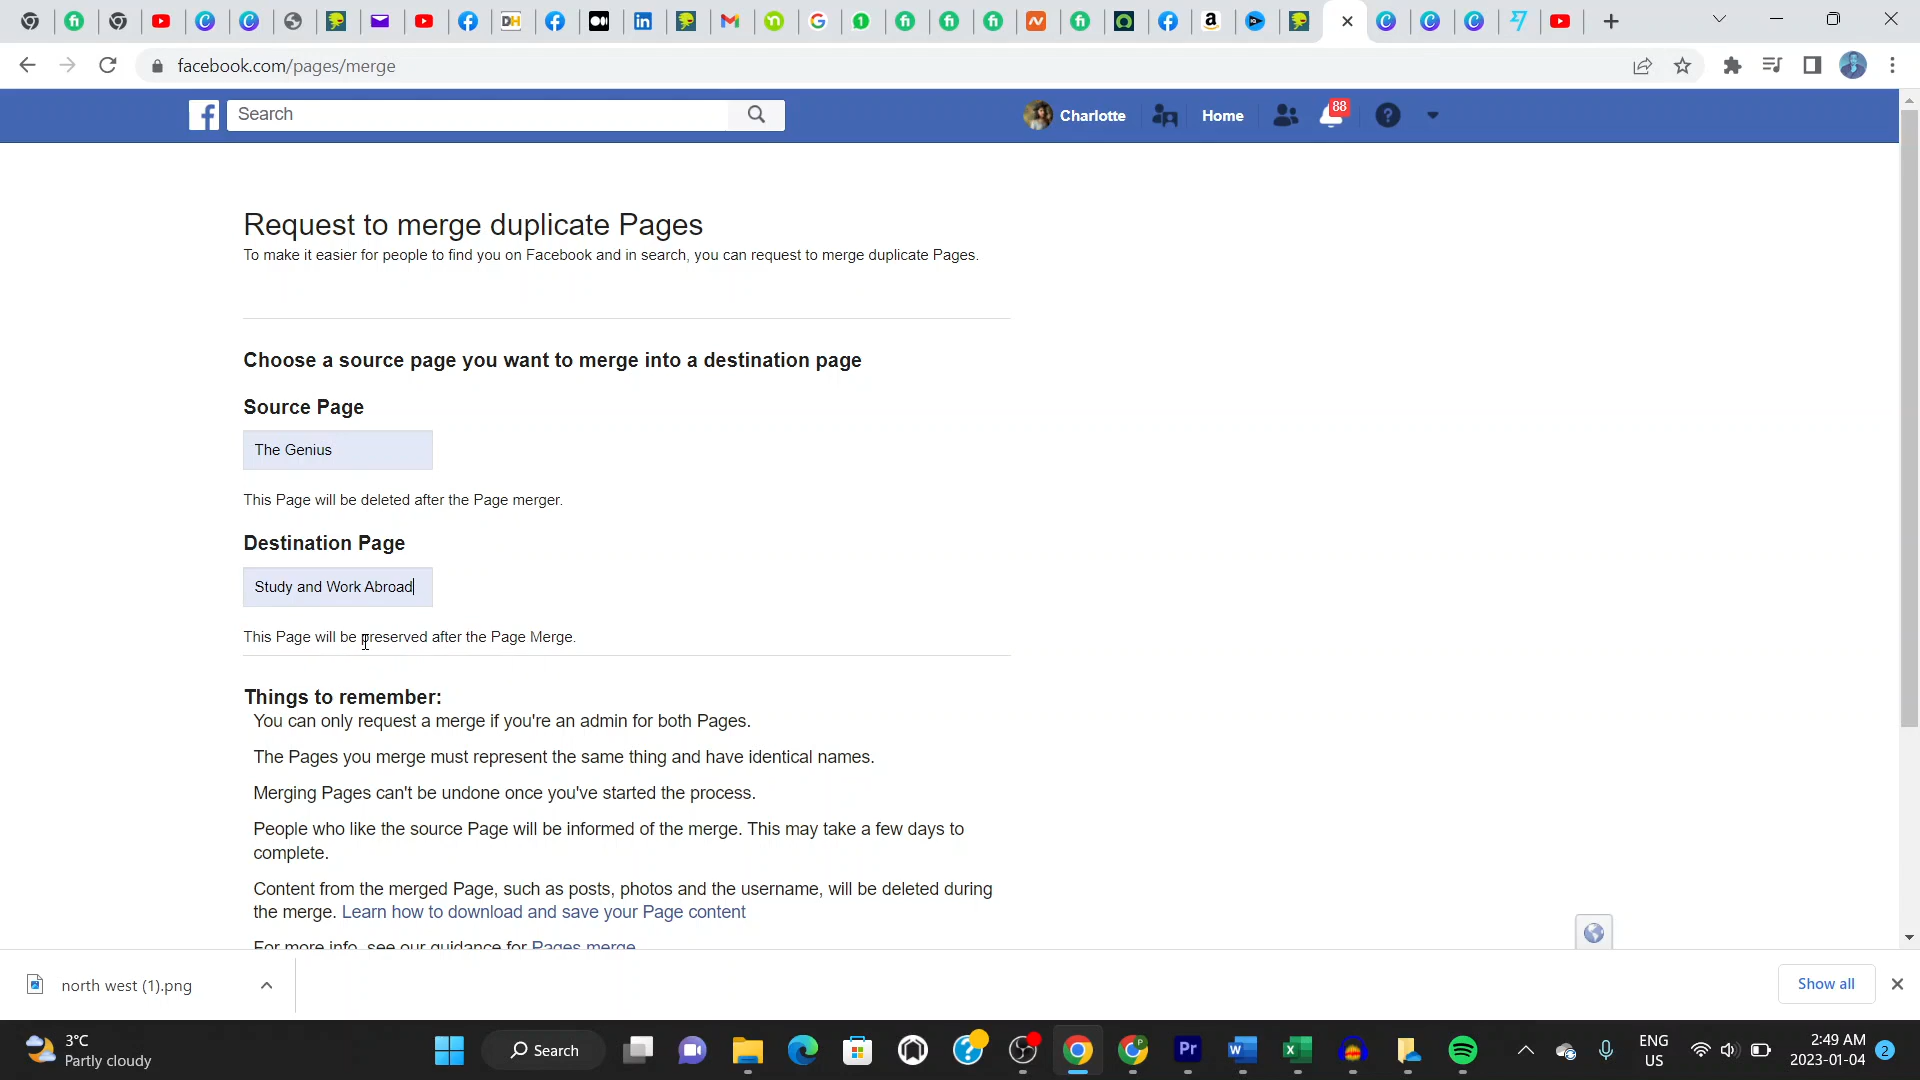 facebook.com/pages/merge
Search
Charlotte
Home
88
Request to merge duplicate Pages
To make it easier for people to find you on Facebook and in search, you can request to merge duplicate Pages.
Choose a source page you want to merge into a destination page
Source Page
The Genius
This Page will be deleted after the Page merger.
Destination Page
Study and Work Abroad
This Page will be preserved after the Page Merge.
Things to remember:
You can only request a merge if you're an admin for both Pages.
The Pages you merge must represent the same thing and have identical names.
Merging Pages can't be undone once you've started the process.
People who like the source Page will be informed of the merge. This may take a few days to
complete.
Content from the merged Page, such as posts, photos and the username, will be deleted during
the merge. Learn how to download and save your Page content
For more info, see our guidance for Pages merge
north west (1).png
Show all
3°C
Partly cloudy
Search
ENG
US
2:49 AM
2023-01-04
2